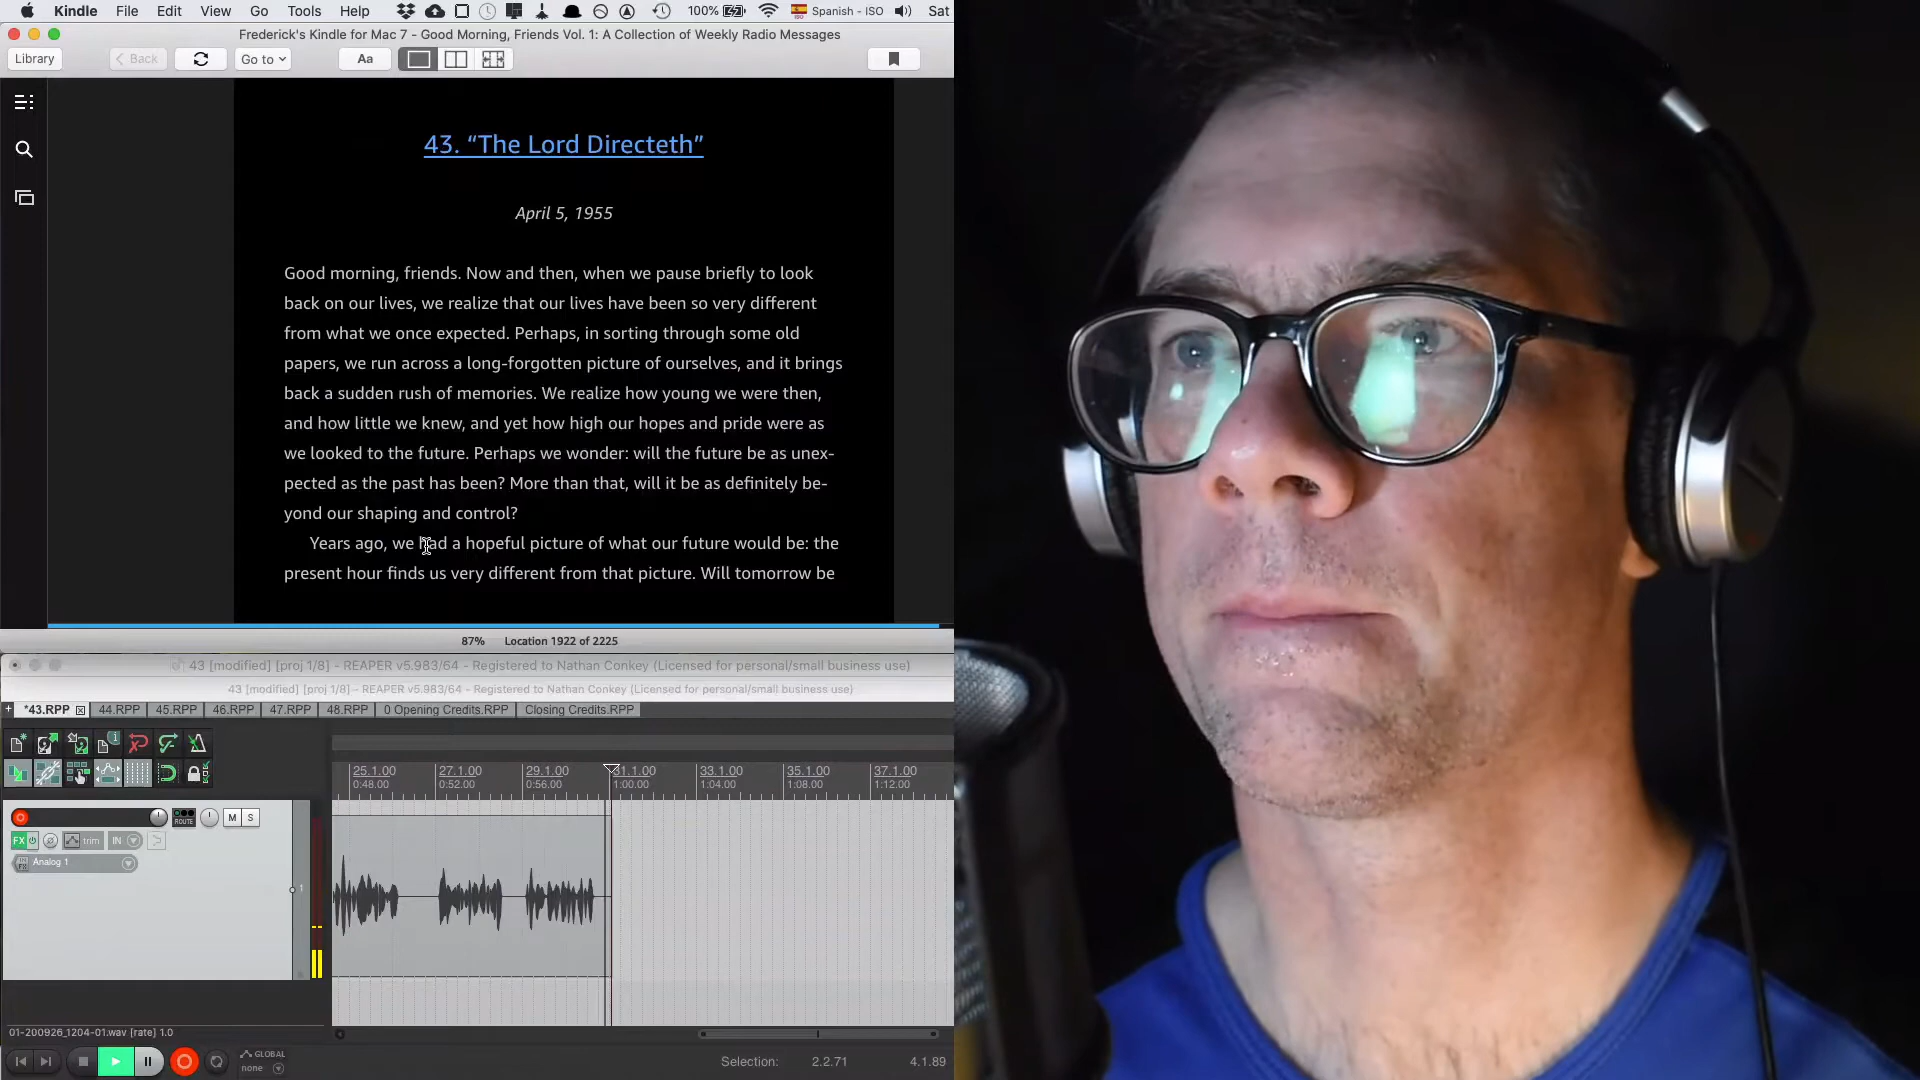 Kindle File Edit View Go Tools Help 100% Spanish - ISO Sat
Frederick's Kindle for Mac 7 - Good Morning, Friends Vol. 1: A Collection of Weekly Radio Messages
Library Back Go to Aa
43. “The Lord Directeth”
April 5, 1955
Good morning, friends. Now and then, when we pause briefly to look
back on our lives, we realize that our lives have been so very different
from what we once expected. Perhaps, in sorting through some old
papers, we run across a long-forgotten picture of ourselves, and it brings
back a sudden rush of memories. We realize how young we were then,
and how little we knew, and yet how high our hopes and pride were as
we looked to the future. Perhaps we wonder: will the future be as unex-
pected as the past has been? More than that, will it be as definitely be-
yond our shaping and control?
Years ago, we had a hopeful picture of what our future would be: the
present hour finds us very different from that picture. Will tomorrow be
87% Location 1922 of 2225
43 [modified] [proj 1/8] - REAPER v5.983/64 - Registered to Nathan Conkey (Licensed for personal/small business use)
43 [modified] [proj 1/8] - REAPER v5.983/64 - Registered to Nathan Conkey (Licensed for personal/small business use)
+ *43.RPP 44.RPP 45.RPP 46.RPP 47.RPP 48.RPP 0 Opening Credits.RPP Closing Credits.RPP
25.1.00 27.1.00 29.1.00 31.1.00 33.1.00 35.1.00 37.1.00
0:48.00 0:52.00 0:56.00 1:00.00 1:04.00 1:08.00 1:12.00
ROUTE M S
FX trim IN
IN FX Analog 1
1
01-200926_1204-01.wav [rate] 1.0
GLOBAL
none
Selection: 2.2.71 4.1.89